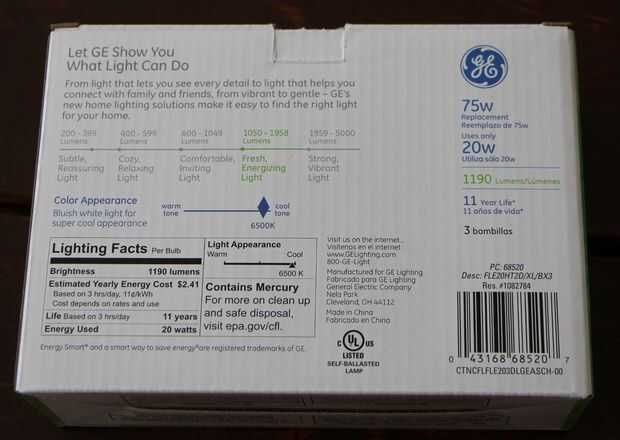 Let GE Show You
What Light Can Do
From light that lets you see every detail to light that helps you
connect with family and friends, from vibrant to gentle – GE's
new home lighting solutions make it easy to find the right light
for your home.
200 - 399 Lumens
400 - 599 Lumens
800 - 1049 Lumens
1050 - 1958 Lumens
1959 - 5000 Lumens
Subtle, Reassuring Light
Cozy, Relaxing Light
Comfortable, Inviting Light
Fresh, Energizing Light
Strong, Vibrant Light
Color Appearance
Bluish white light for
super cool appearance
warm tone
cool tone
6500K
Lighting Facts Per Bulb
Brightness 1190 lumens
Estimated Yearly Energy Cost $2.41
Based on 3 hrs/day, 11¢/kWh
Cost depends on rates and use
Life Based on 3 hrs/day 11 years
Energy Used 20 watts
Light Appearance
Warm Cool
6500 K
Contains Mercury
For more on clean up
and safe disposal,
visit epa.gov/cfl.
Energy Smart® and a smart way to save energy® are registered trademarks of GE.
Visit us on the internet...
Visítenos en el internet
www.GELighting.com
800-GE-Light
Manufactured for GE Lighting
Fabricado para GE Lighting
General Electric Company
Nela Park
Cleveland, OH 44112
Made in China
Fabricado en China
C UL US
LISTED
SELF-BALLASTED
LAMP
GE
75w
Replacement
Reemplazo de 75w
Uses only
20w
Utiliza sólo 20w
1190 Lumens/Lúmenes
11 Year Life*
11 años de vida*
3 bombillas
PC: 68520
Desc: FLE20HT2D/XL/BX3
Res. #1082784
0 43168 68520 7
CTNCFLFLE203DLGEASCH-00